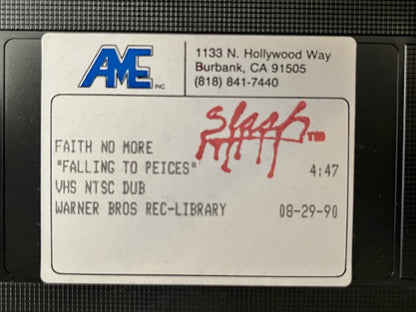 AME INC
1133 N. Hollywood Way
Burbank, CA 91505
(818) 841-7440
slash TM
FAITH NO MORE
"FALLING TO PEICES" 4:47
VHS NTSC DUB
WARNER BROS REC-LIBRARY 08-29-90